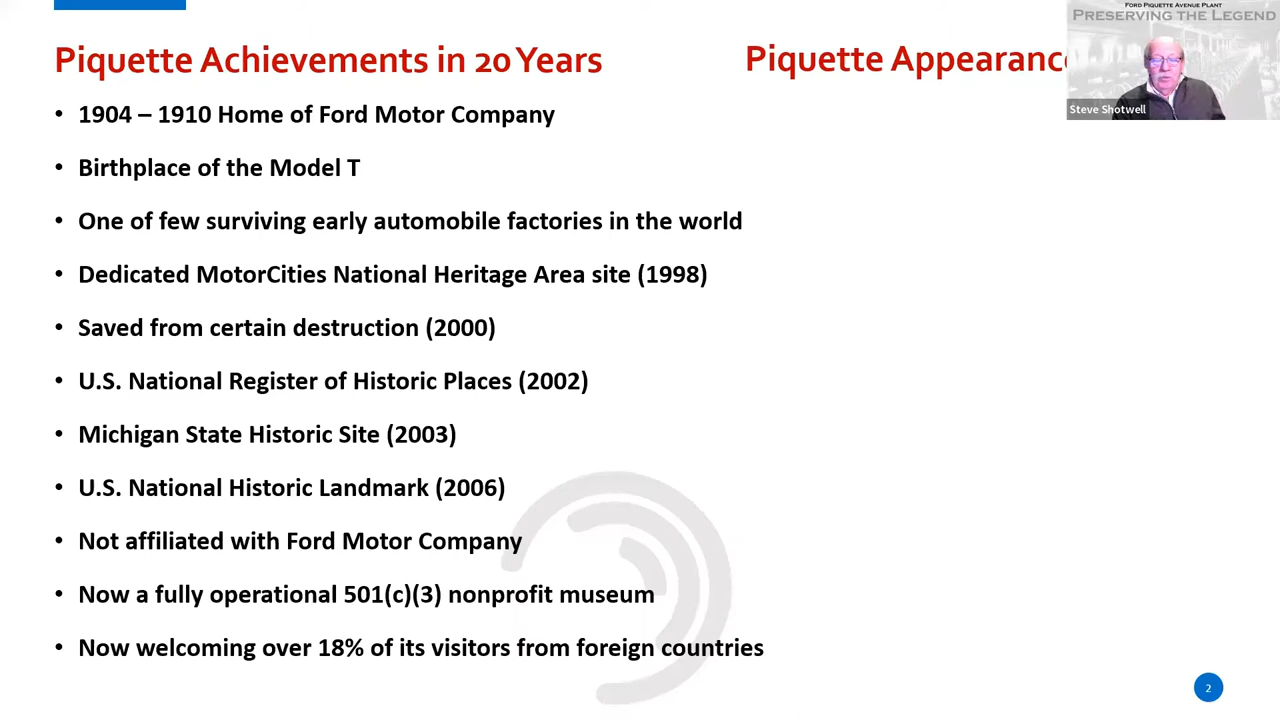 Piquette Achievements in 20 Years
• 1904 – 1910 Home of Ford Motor Company
• Birthplace of the Model T
• One of few surviving early automobile factories in the world
• Dedicated MotorCities National Heritage Area site (1998)
• Saved from certain destruction (2000)
• U.S. National Register of Historic Places (2002)
• Michigan State Historic Site (2003)
• U.S. National Historic Landmark (2006)
• Not affiliated with Ford Motor Company
• Now a fully operational 501(c)(3) nonprofit museum
• Now welcoming over 18% of its visitors from foreign countries
Piquette Appearanc
Ford Piquette Avenue Plant
Preserving the Legend
Steve Shotwell
2